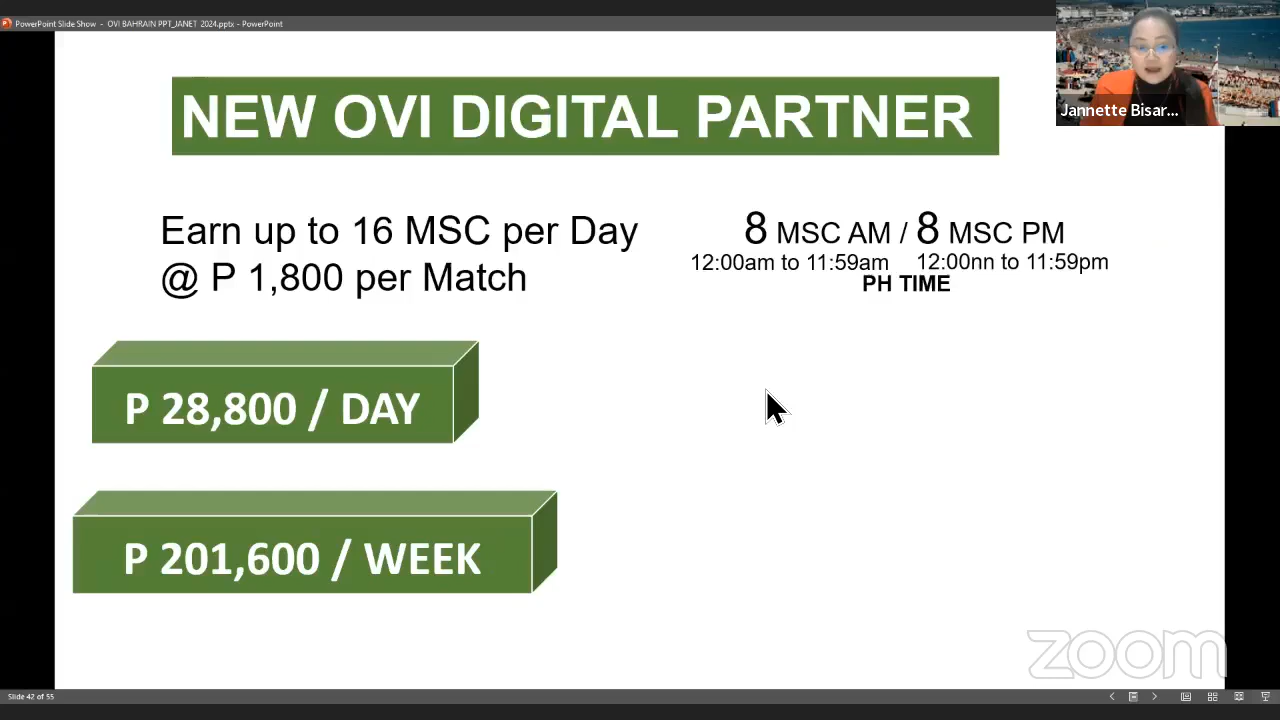 PowerPoint Slide Show - OVI BAHRAIN PPT_JANET 2024.pptx - PowerPoint
Jannette Bisar...
NEW OVI DIGITAL PARTNER
Earn up to 16 MSC per Day
@ P 1,800 per Match
8 MSC AM / 8 MSC PM
12:00am to 11:59am 12:00nn to 11:59pm
PH TIME
P 28,800 / DAY
P 201,600 / WEEK
zoom
Slide 42 of 55